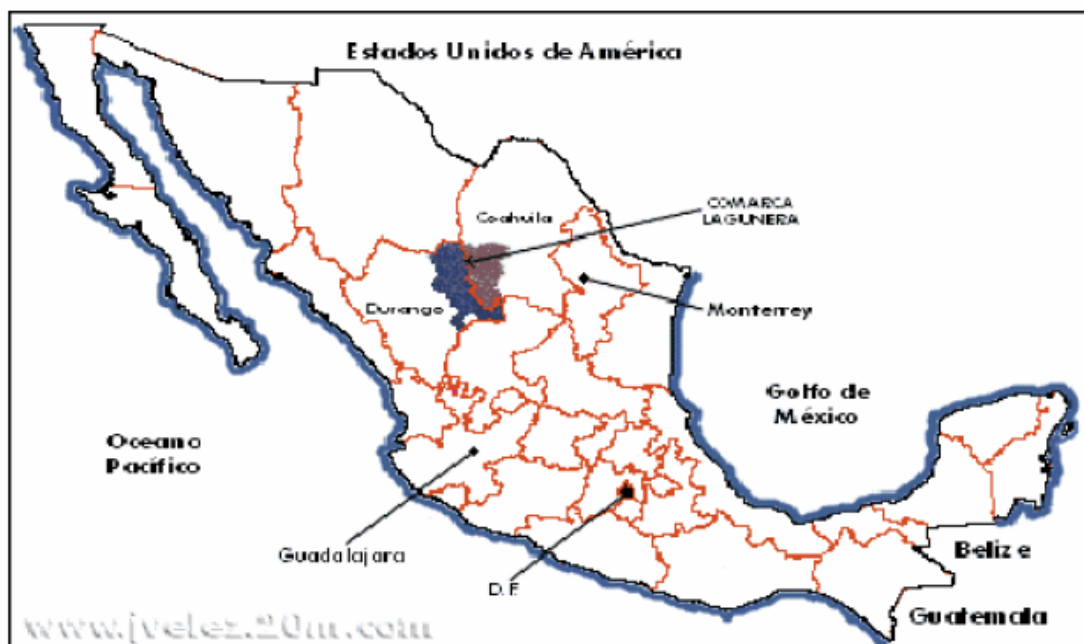 Estados Unidos de América
COMARCA
LAGUNERA
Coahuila
Durango
Monterrey
Golfo de
México
Oceano
Pacífico
Guadalajara
D.F.
Belize
Guatemala
www.jvelez.20m.com